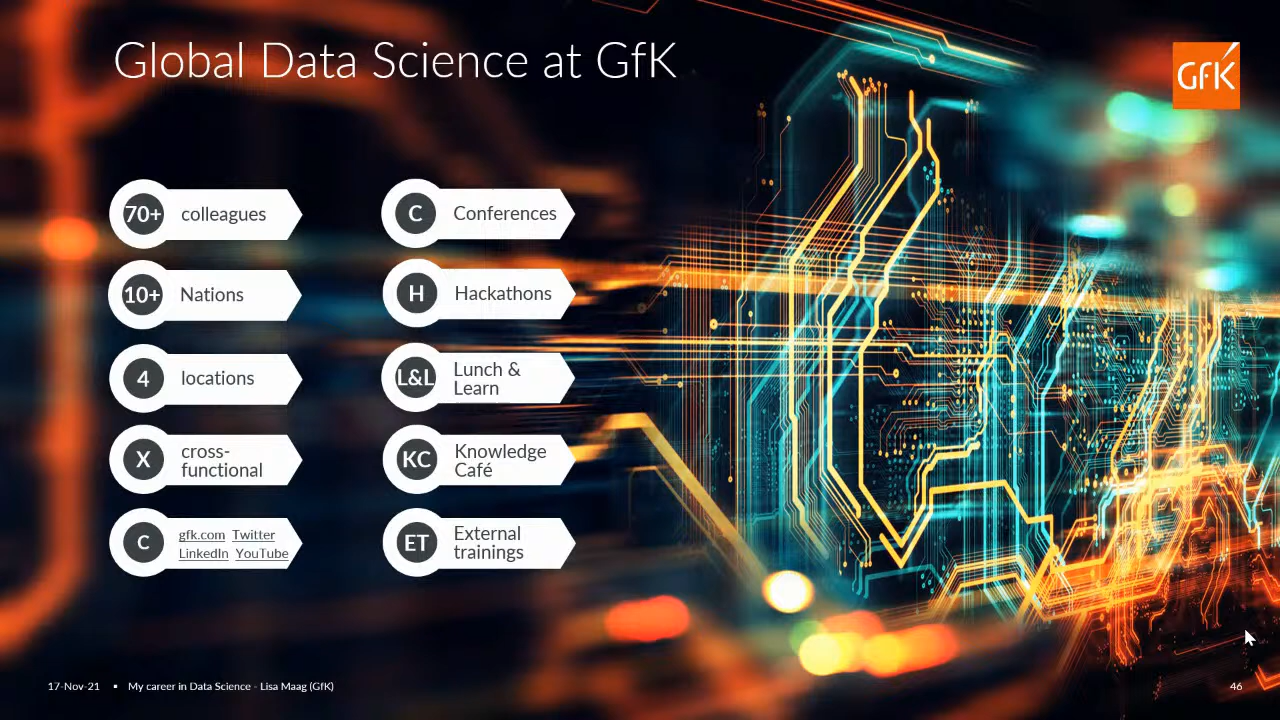 Global Data Science at GfK
GfK
70+ colleagues
10+ Nations
4 locations
X cross-
functional
C gfk.com Twitter
LinkedIn YouTube
C Conferences
H Hackathons
L&L Lunch &
Learn
KC Knowledge
Café
ET External
trainings
17-Nov-21 ▪ My career in Data Science - Lisa Maag (GfK)
46